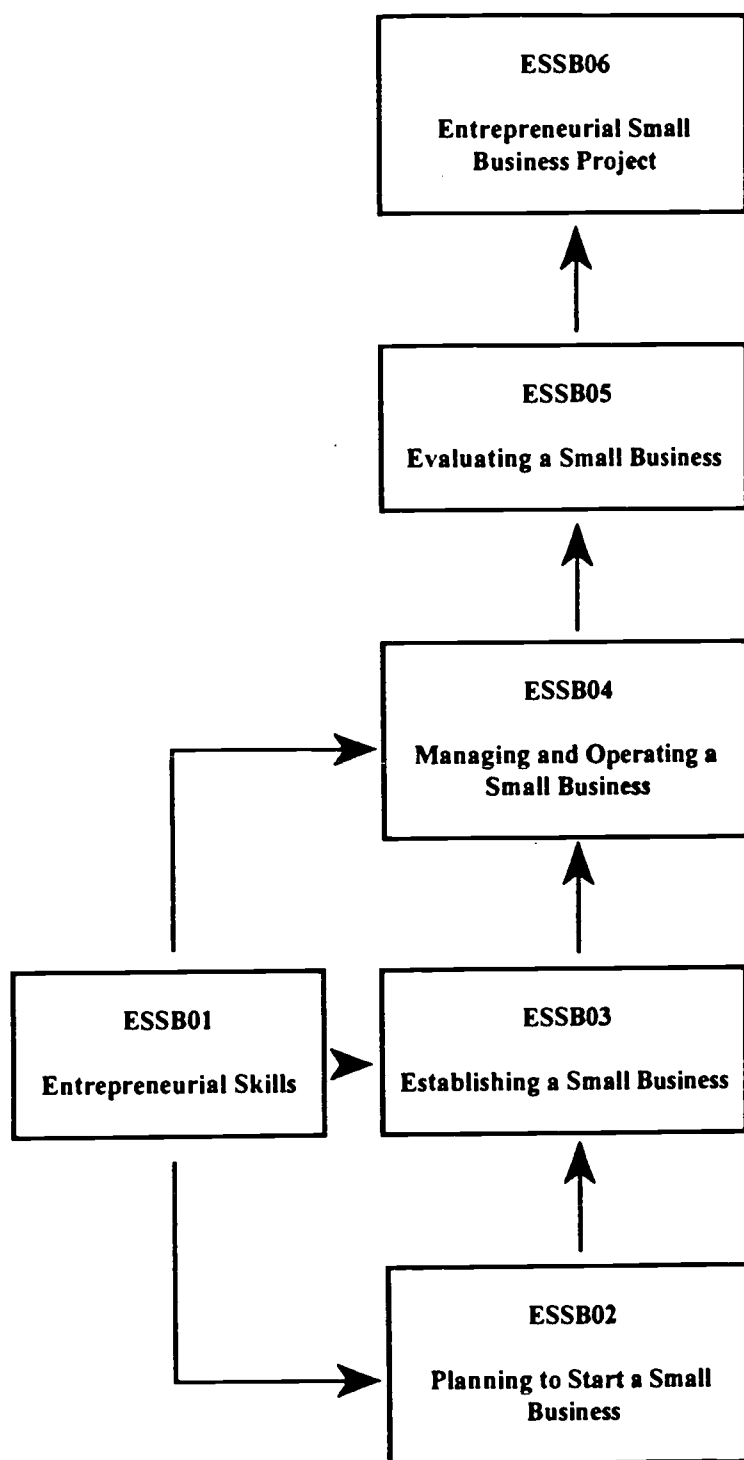 ESSB06
Entrepreneurial Small
Business Project
ESSB05
Evaluating a Small Business
ESSB04
Managing and Operating a
Small Business
ESSB01
Entrepreneurial Skills
ESSB03
Establishing a Small Business
ESSB02
Planning to Start a Small
Business